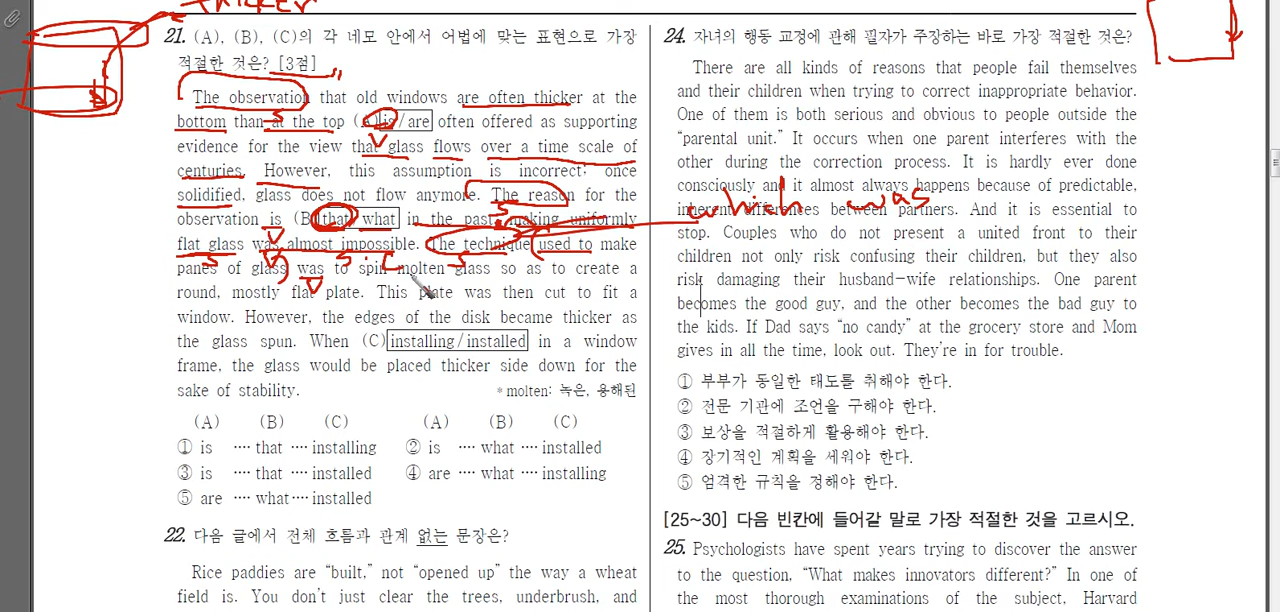 thicker
21. (A), (B), (C)의 각 네모 안에서 어법에 맞는 표현으로 가장
적절한 것은? [3점]
The observation that old windows are often thicker at the
bottom than at the top (A) is/are often offered as supporting
evidence for the view that glass flows over a time scale of
centuries. However, this assumption is incorrect; once
solidified, glass does not flow anymore. The reason for the
observation is (B) that/what in the past, making uniformly
flat glass was almost impossible. The technique used to make
panes of glass was to spin molten glass so as to create a
round, mostly flat plate. This plate was then cut to fit a
window. However, the edges of the disk became thicker as
the glass spun. When (C) installing/installed in a window
frame, the glass would be placed thicker side down for the
sake of stability.
* molten: 녹은, 용해된
(A) (B) (C) (A) (B) (C)
① is ···· that ···· installing ② is ···· what ···· installed
③ is ···· that ···· installed ④ are ···· what ···· installing
⑤ are ···· what ···· installed
22. 다음 글에서 전체 흐름과 관계 없는 문장은?
Rice paddies are “built,” not “opened up” the way a wheat
field is. You don’t just clear the trees, underbrush, and
24. 자녀의 행동 교정에 관해 필자가 주장하는 바로 가장 적절한 것은?
There are all kinds of reasons that people fail themselves
and their children when trying to correct inappropriate behavior.
One of them is both serious and obvious to people outside the
“parental unit.” It occurs when one parent interferes with the
other during the correction process. It is hardly ever done
consciously and it almost always happens because of predictable,
which was
inherent differences between partners. And it is essential to
stop. Couples who do not present a united front to their
children not only risk confusing their children, but they also
risk damaging their husband-wife relationships. One parent
becomes the good guy, and the other becomes the bad guy to
the kids. If Dad says “no candy” at the grocery store and Mom
gives in all the time, look out. They’re in for trouble.
① 부부가 동일한 태도를 취해야 한다.
② 전문 기관에 조언을 구해야 한다.
③ 보상을 적절하게 활용해야 한다.
④ 장기적인 계획을 세워야 한다.
⑤ 엄격한 규칙을 정해야 한다.
[25~30] 다음 빈칸에 들어갈 말로 가장 적절한 것을 고르시오.
25. Psychologists have spent years trying to discover the answer
to the question, “What makes innovators different?” In one of
the most thorough examinations of the subject, Harvard